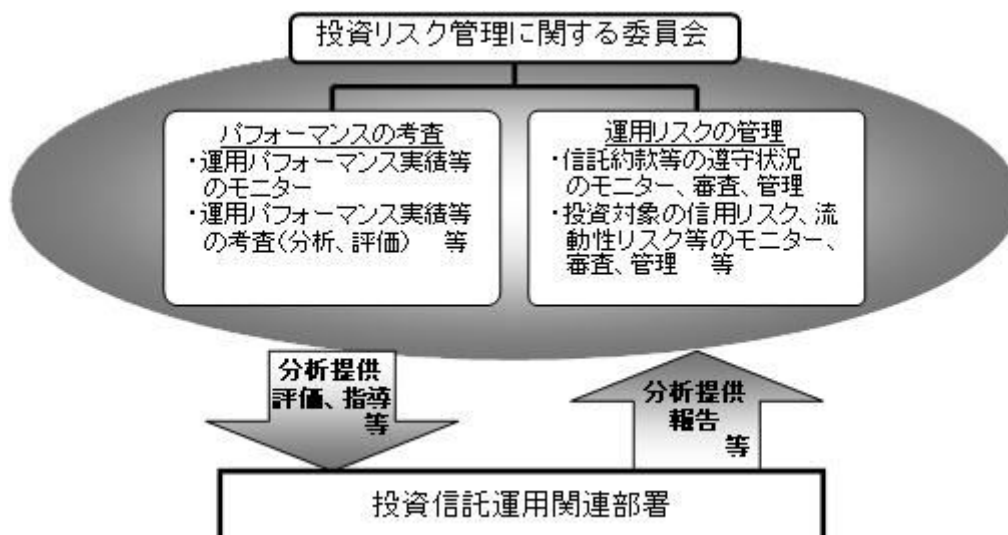 投資リスク管理に関する委員会
パフォーマンスの考査
・運用パフォーマンス実績等
のモニター
・運用パフォーマンス実績等
の考査(分析、評価) 等
運用リスクの管理
・信託約款等の遵守状況
のモニター、審査、管理
・投資対象の信用リスク、流
動性リスク等のモニター、
審査、管理 等
分析提供
評価、指導
等
分析提供
報告
等
投資信託運用関連部署